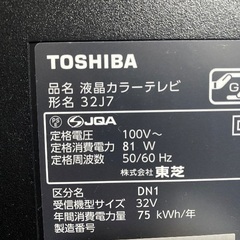 TOSHIBA
品名 液晶カラーテレビ
形名 32J7
G
JQA
D
定格電圧 100V〜
定格消費電力 81 W
定格周波数 50/60 Hz
株式会社 東芝
区分名 DN1
受信機型サイズ 32V
年間消費電力量 75 kWh/年
製造番号